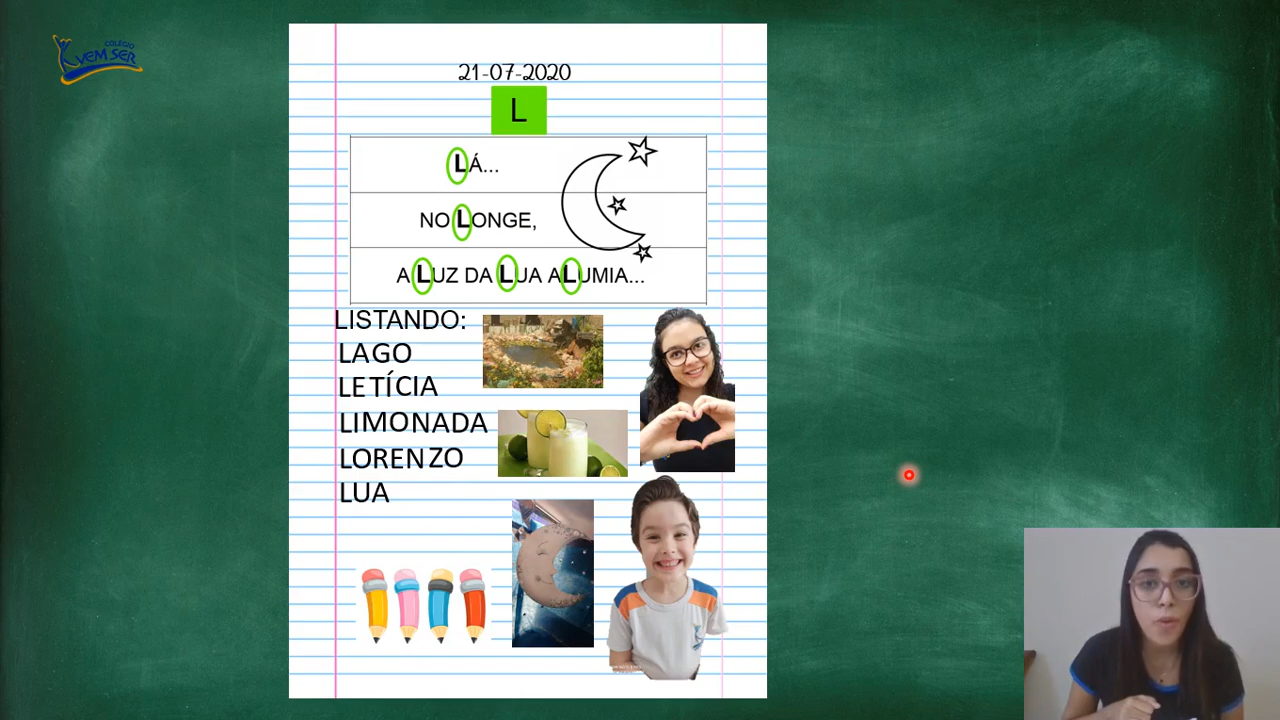 COLÉGIO
VEM SER
21-07-2020
L
LÁ...
NO LONGE,
A LUZ DA LUA ALUMIA...
LISTANDO:
LAGO
LETÍCIA
LIMONADA
LORENZO
LUA